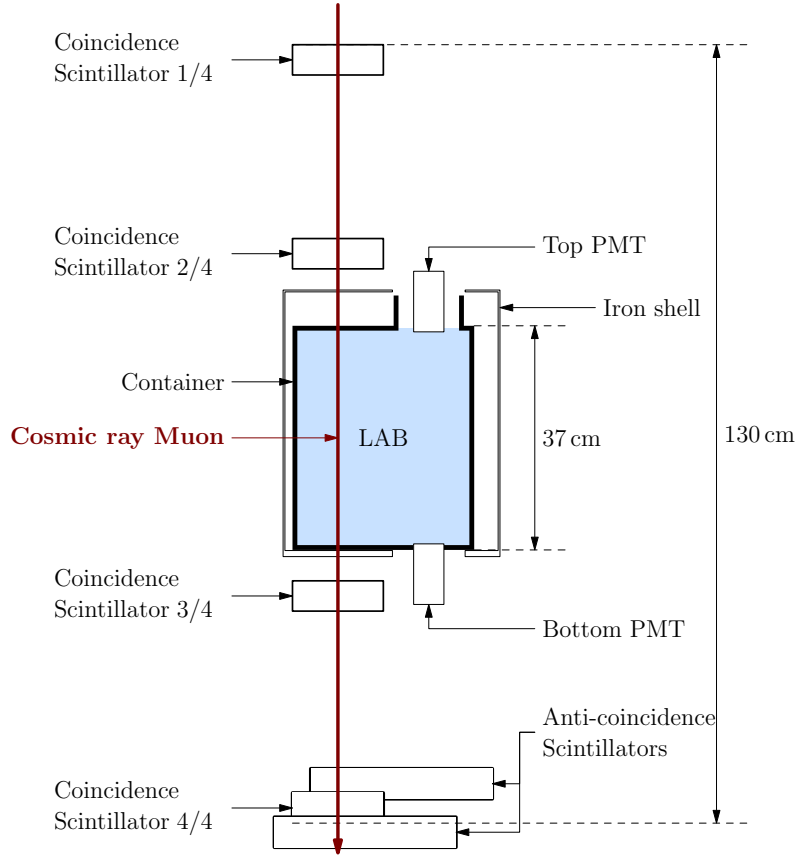 Coincidence
Scintillator 1/4
Coincidence
Scintillator 2/4
Top PMT
Iron shell
Container
Cosmic ray Muon
LAB
37 cm
130 cm
Coincidence
Scintillator 3/4
Bottom PMT
Anti-coincidence
Scintillators
Coincidence
Scintillator 4/4